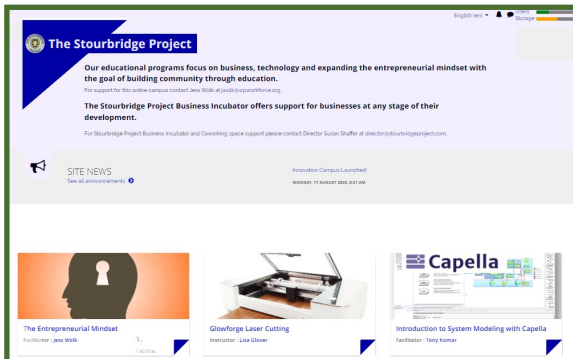 English (en)
Users
Storage
The Stourbridge Project
Our educational programs focus on business, technology and expanding the entrepreneurial mindset with
the goal of building community through education.
For support for this online campus contact Jess Wolk at jwolk@wpworkforce.org
The Stourbridge Project Business Incubator offers support for businesses at any stage of their
development.
For Stourbridge Project Business Incubator and Coworking space support please contact Director Susan Shaffer at director@stourbridgeproject.com
SITE NEWS
See all announcements
Innovation Campus Launched!
MONDAY, 17 AUGUST 2020, 8:21 AM
Capella
The Entrepreneurial Mindset
Facilitator : Jess Wolk
Glowforge Laser Cutting
Instructor : Lisa Glover
Introduction to System Modeling with Capella
Facilitator : Tony Komar